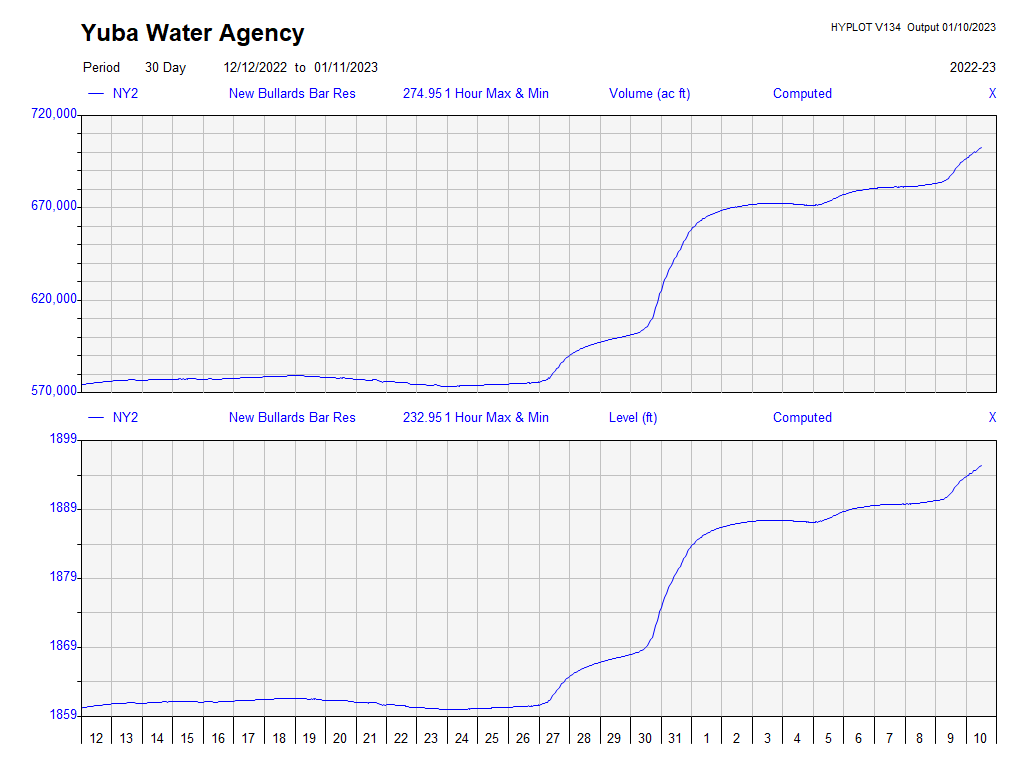 Yuba Water Agency
HYPLOT V134 Output 01/10/2023
Period 30 Day 12/12/2022 to 01/11/2023 2022-23
NY2 New Bullards Bar Res 274.95 1 Hour Max & Min Volume (ac ft) Computed X
720,000
670,000
620,000
570,000
NY2 New Bullards Bar Res 232.95 1 Hour Max & Min Level (ft) Computed X
1899
1889
1879
1869
1859
12 13 14 15 16 17 18 19 20 21 22 23 24 25 26 27 28 29 30 31 1 2 3 4 5 6 7 8 9 10